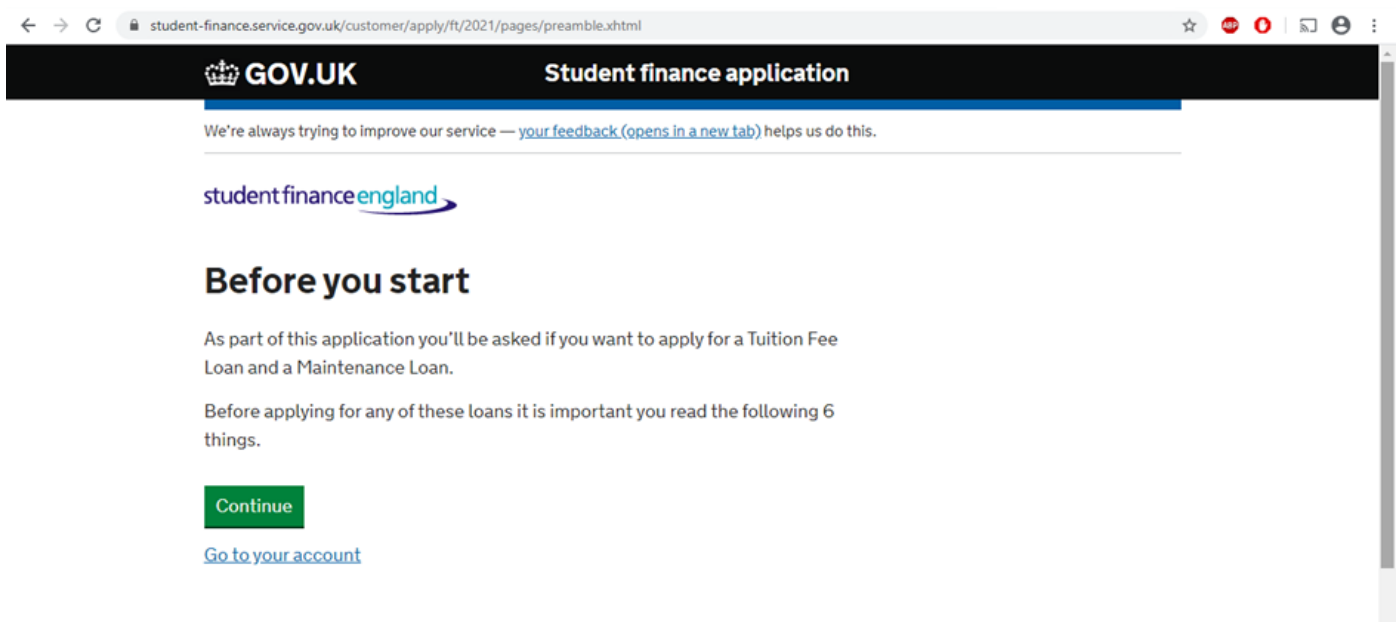 student-finance.service.gov.uk/customer/apply/ft/2021/pages/preamble.xhtml
ABP
GOV.UK
Student finance application
We're always trying to improve our service — your feedback (opens in a new tab) helps us do this.
student finance england
Before you start
As part of this application you'll be asked if you want to apply for a Tuition Fee
Loan and a Maintenance Loan.
Before applying for any of these loans it is important you read the following 6
things.
Continue
Go to your account